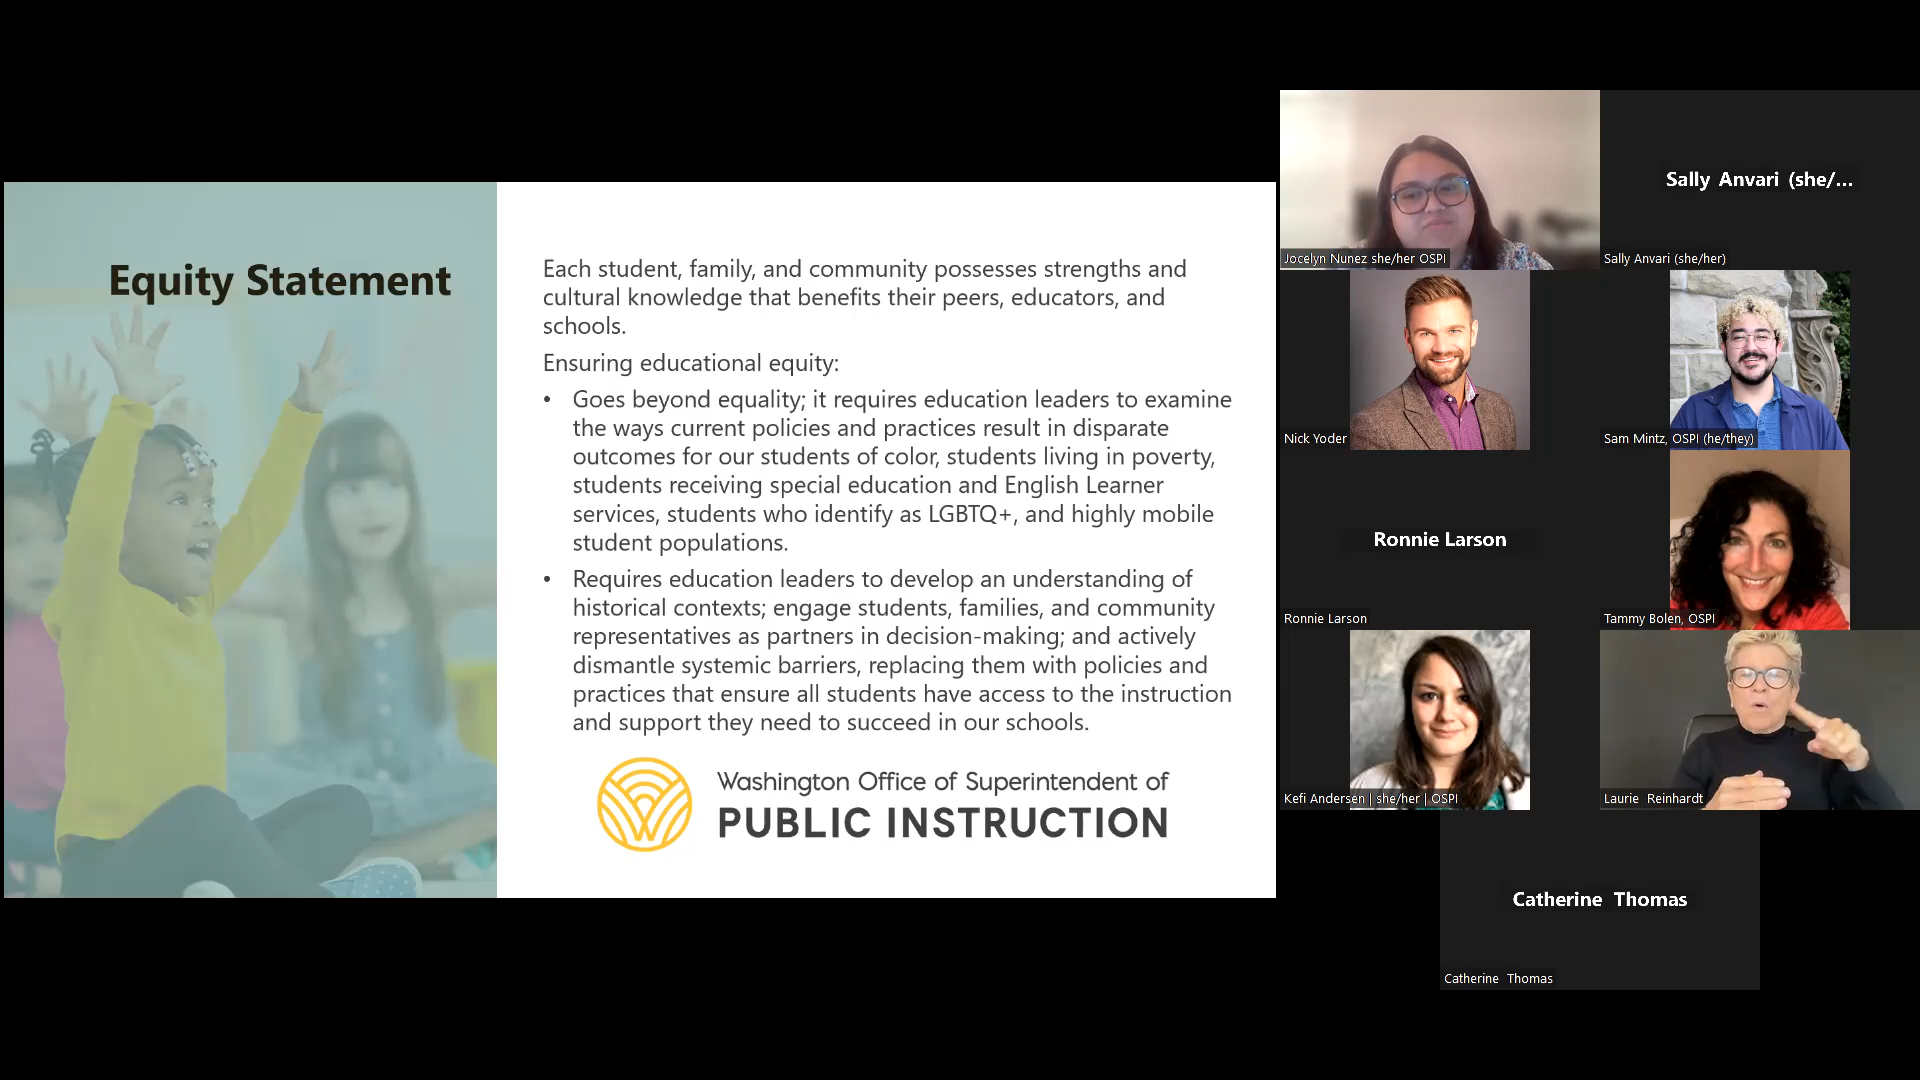 Equity Statement
Each student, family, and community possesses strengths and
cultural knowledge that benefits their peers, educators, and
schools.
Ensuring educational equity:
• Goes beyond equality; it requires education leaders to examine
the ways current policies and practices result in disparate
outcomes for our students of color, students living in poverty,
students receiving special education and English Learner
services, students who identify as LGBTQ+, and highly mobile
student populations.
• Requires education leaders to develop an understanding of
historical contexts; engage students, families, and community
representatives as partners in decision-making; and actively
dismantle systemic barriers, replacing them with policies and
practices that ensure all students have access to the instruction
and support they need to succeed in our schools.
Washington Office of Superintendent of
PUBLIC INSTRUCTION
Jocelyn Nunez she/her OSPI
Sally Anvari (she/...
Sally Anvari (she/her)
Nick Yoder
Sam Mintz, OSPI (he/they)
Ronnie Larson
Ronnie Larson
Tammy Bolen, OSPI
Kefi Andersen | she/her | OSPI
Laurie Reinhardt
Catherine Thomas
Catherine Thomas